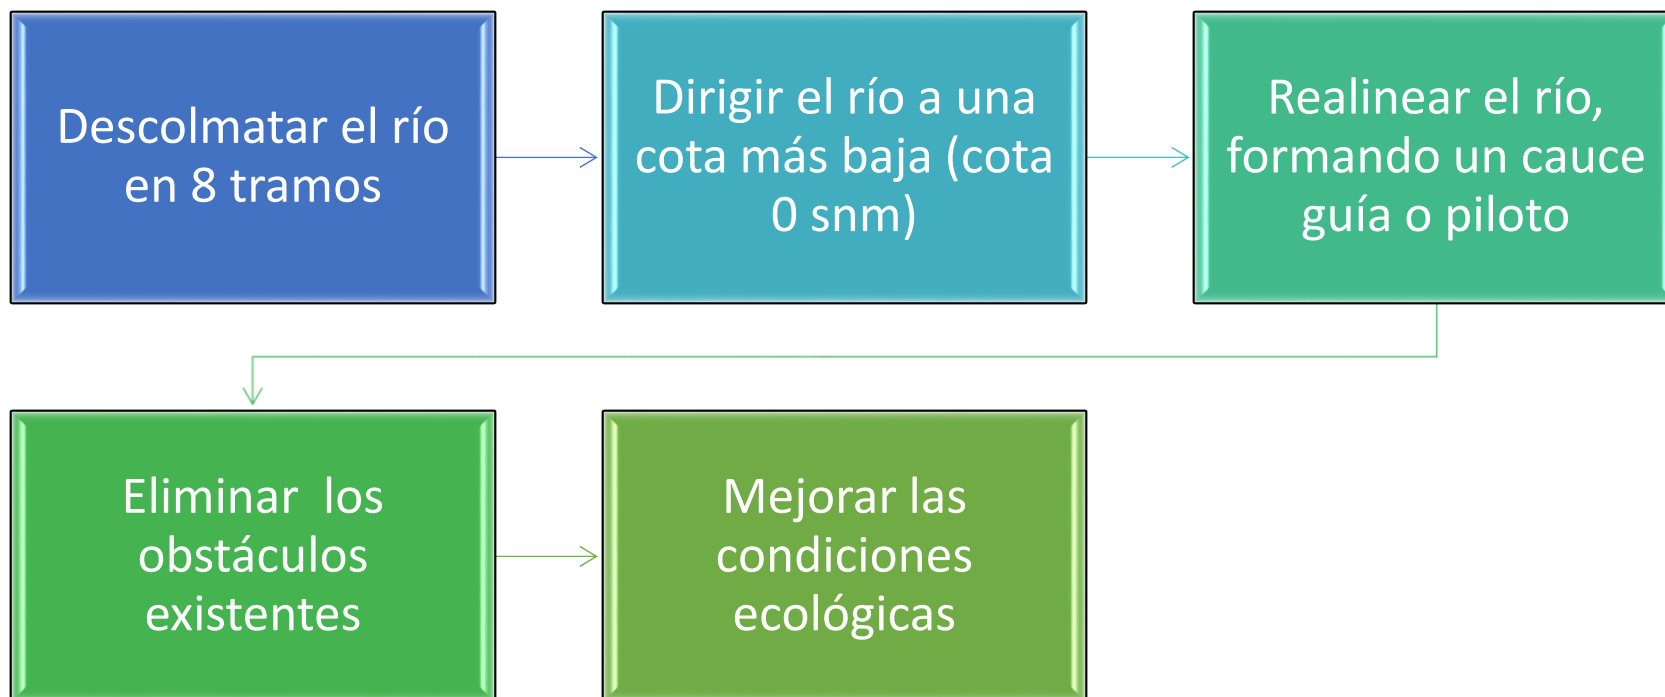 Descolmatar el río
en 8 tramos
Dirigir el río a una
cota más baja (cota
0 snm)
Realinear el río,
formando un cauce
guía o piloto
Eliminar  los
obstáculos
existentes
Mejorar las
condiciones
ecológicas